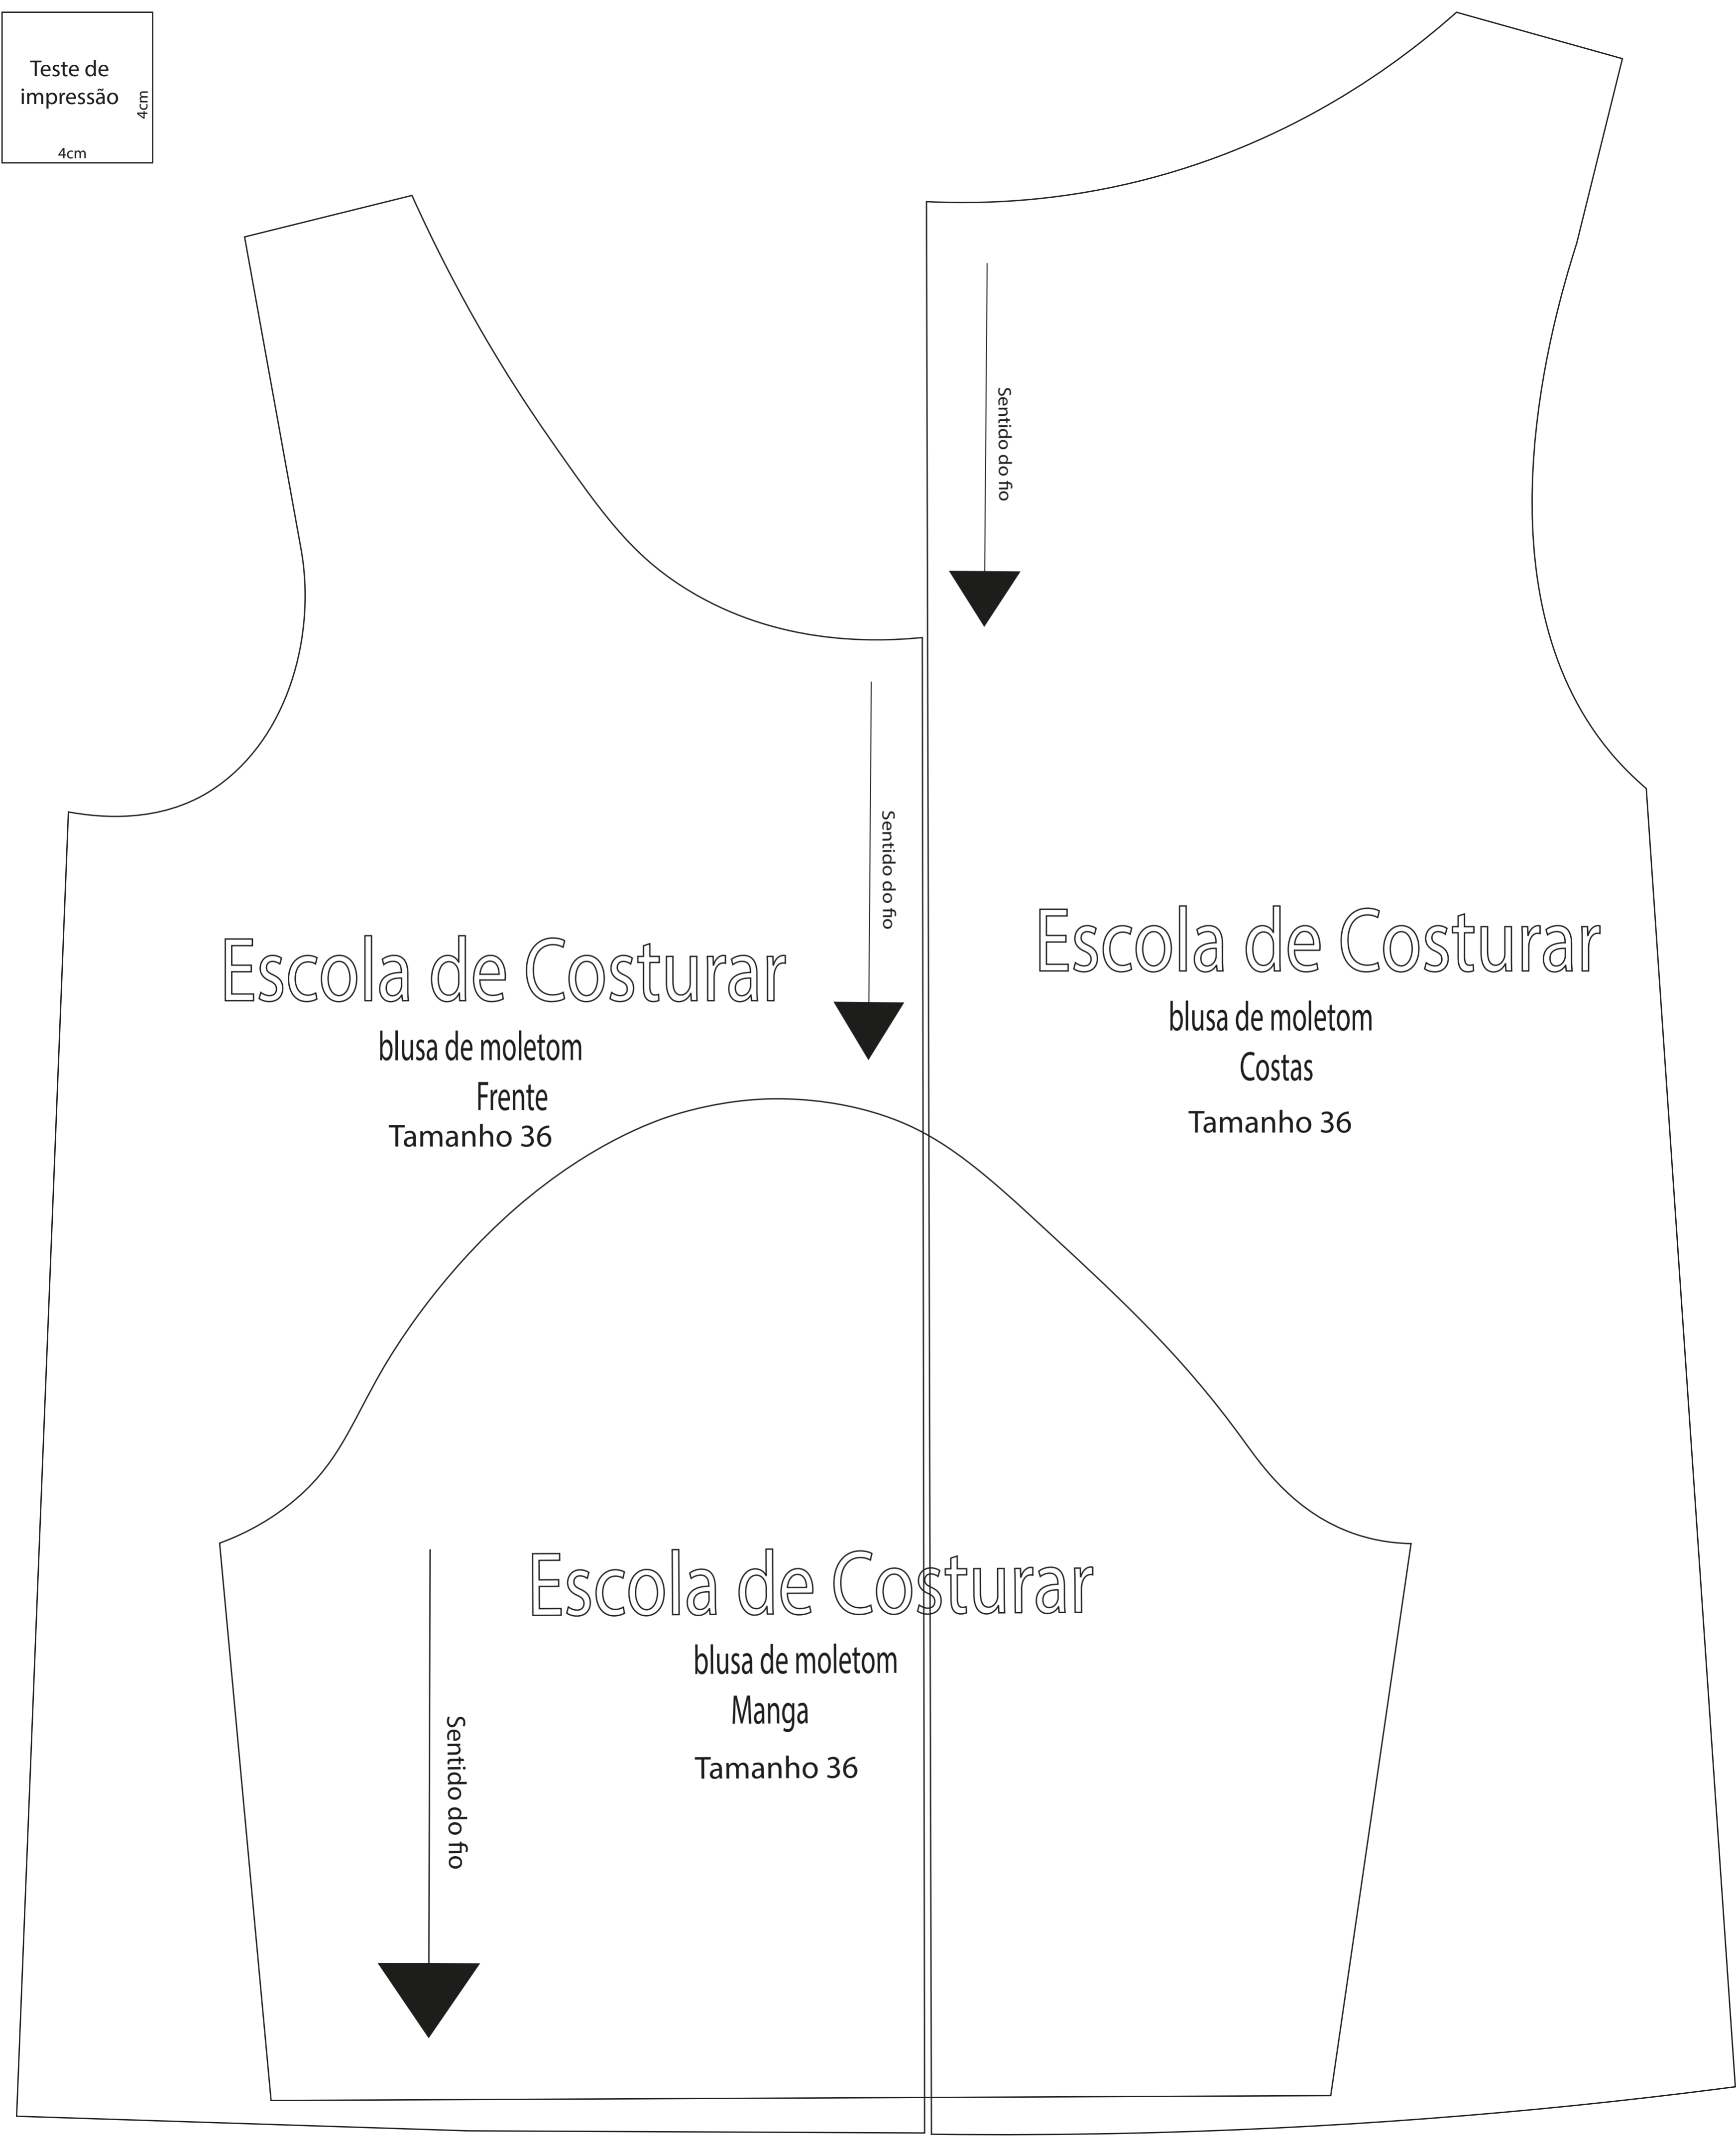 Teste de
impressão
4cm
4cm
Sentido do fio
Sentido do fio
Escola de Costurar
blusa de moletom
Frente
Tamanho 36
Escola de Costurar
blusa de moletom
Costas
Tamanho 36
Escola de Costurar
blusa de moletom
Manga
Tamanho 36
Sentido do fio